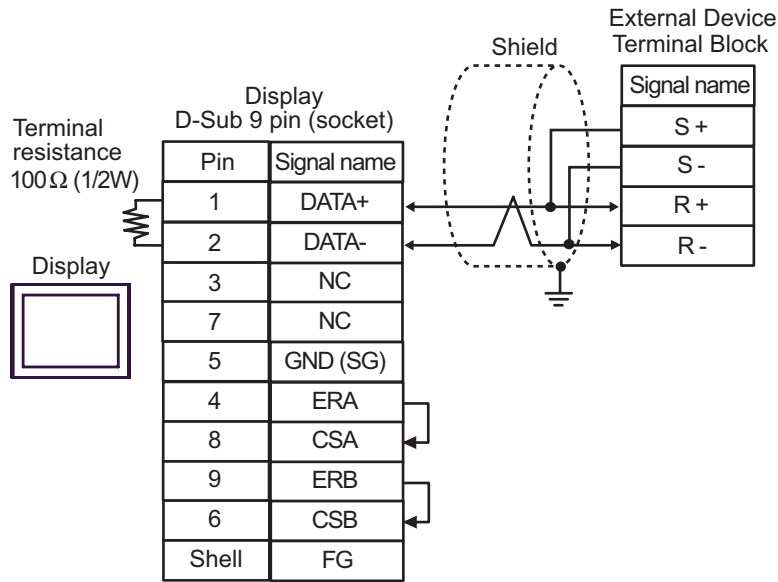 External Device
Terminal Block
Shield
Signal name
S +
S -
R +
R -
Display
D-Sub 9 pin (socket)
Terminal
resistance
100Ω (1/2W)
Display
Pin Signal name
1 DATA+
2 DATA-
3 NC
7 NC
5 GND (SG)
4 ERA
8 CSA
9 ERB
6 CSB
Shell FG